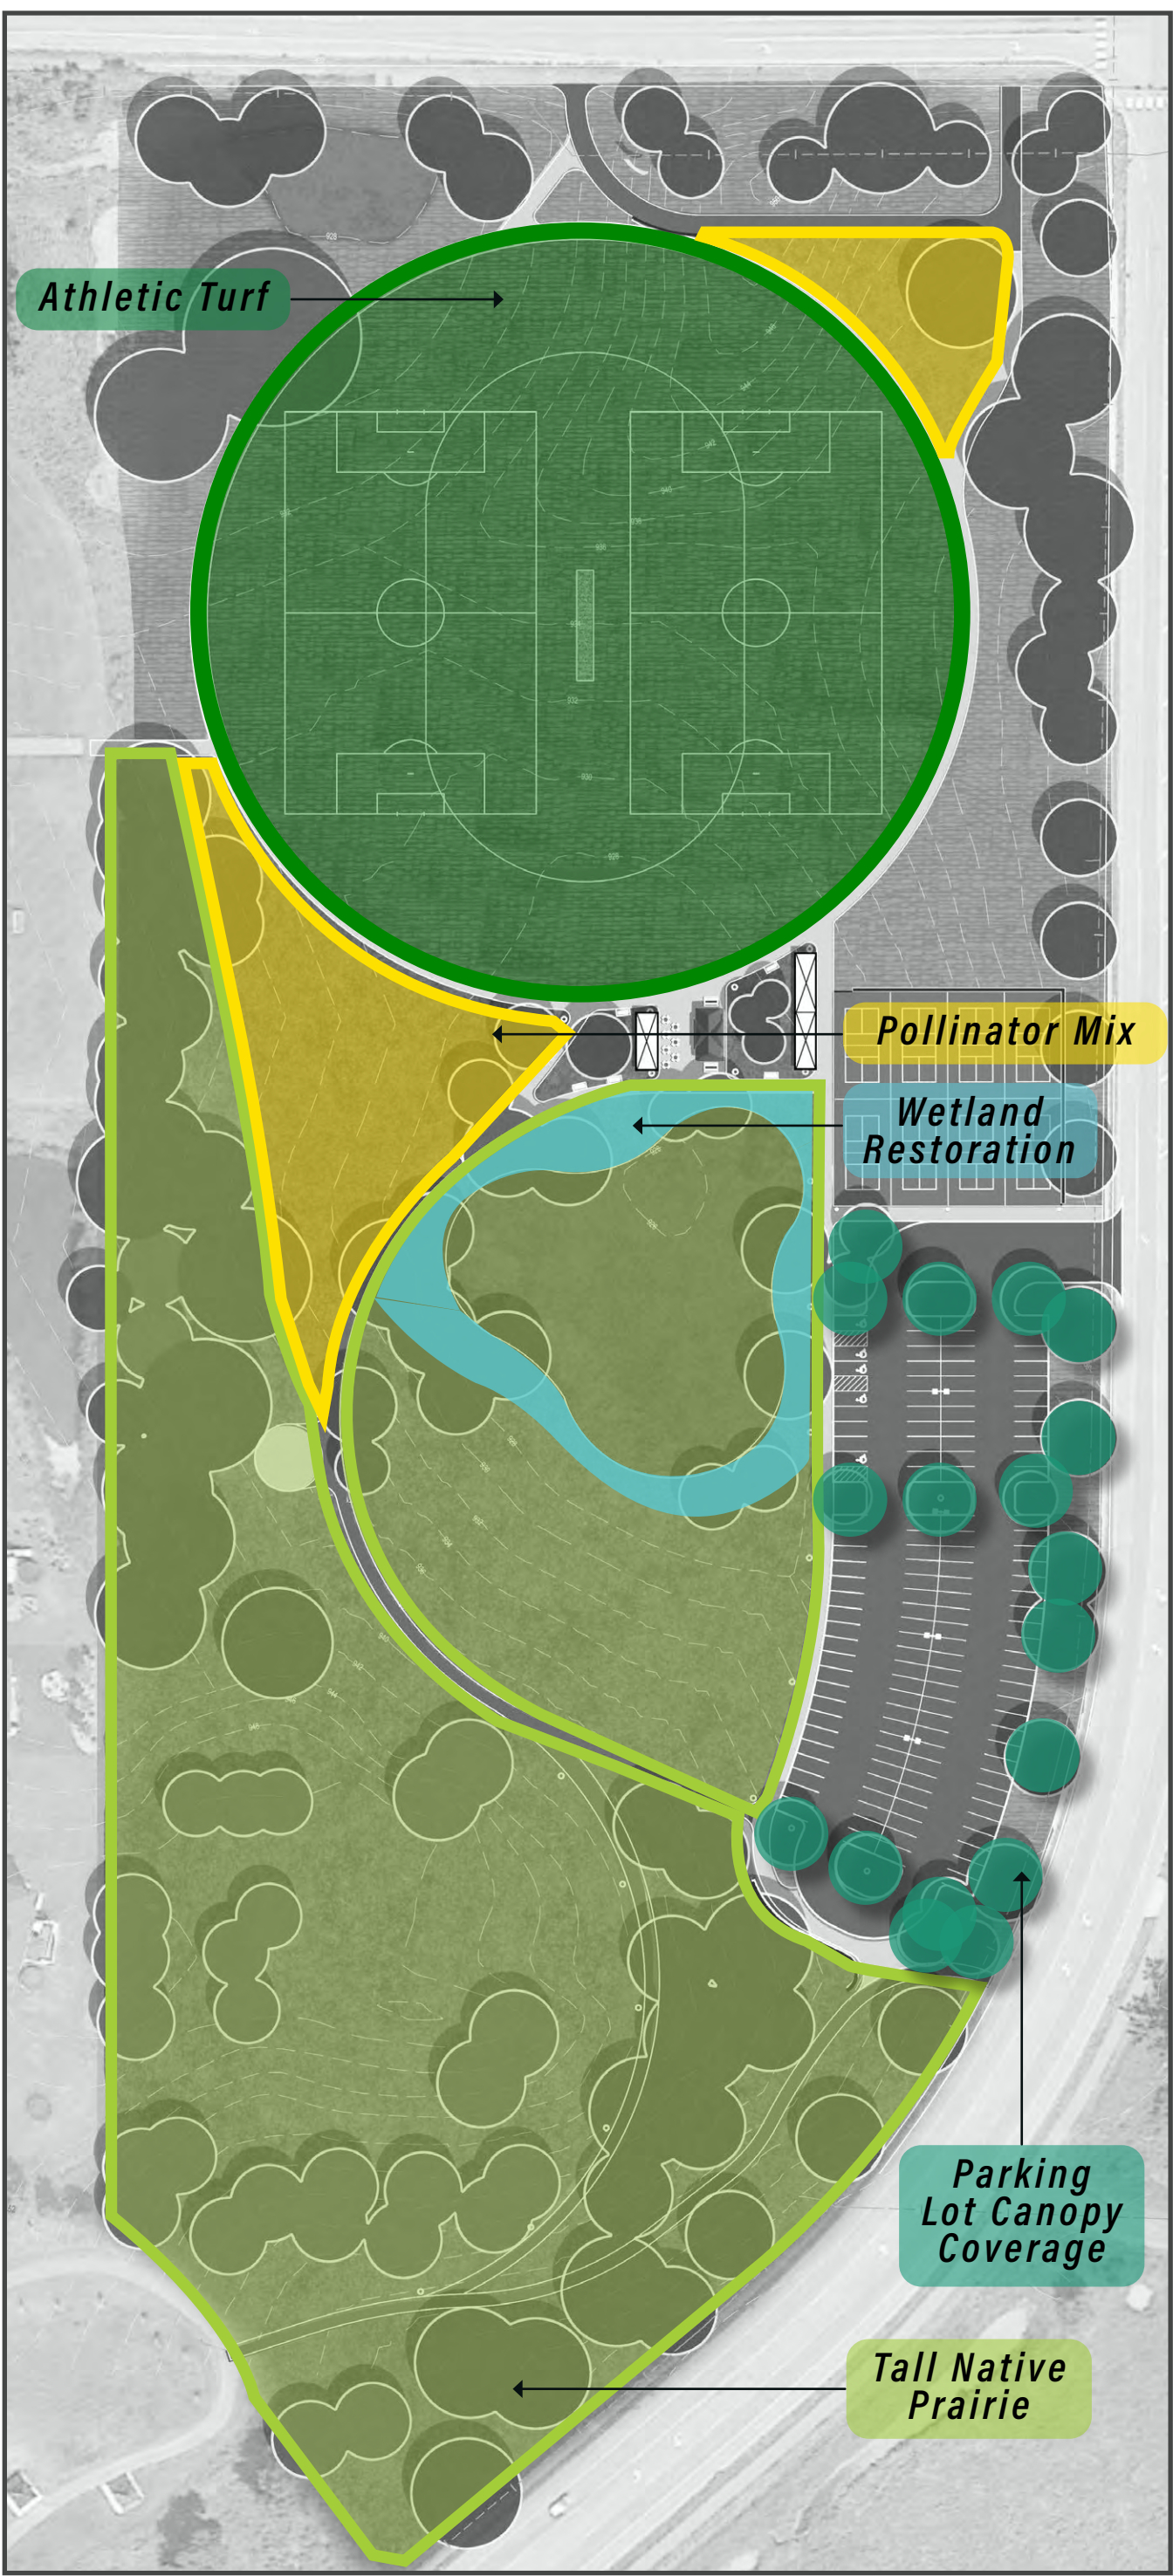 Athletic Turf
Pollinator Mix
Wetland
Restoration
Parking
Lot Canopy
Coverage
Tall Native
Prairie